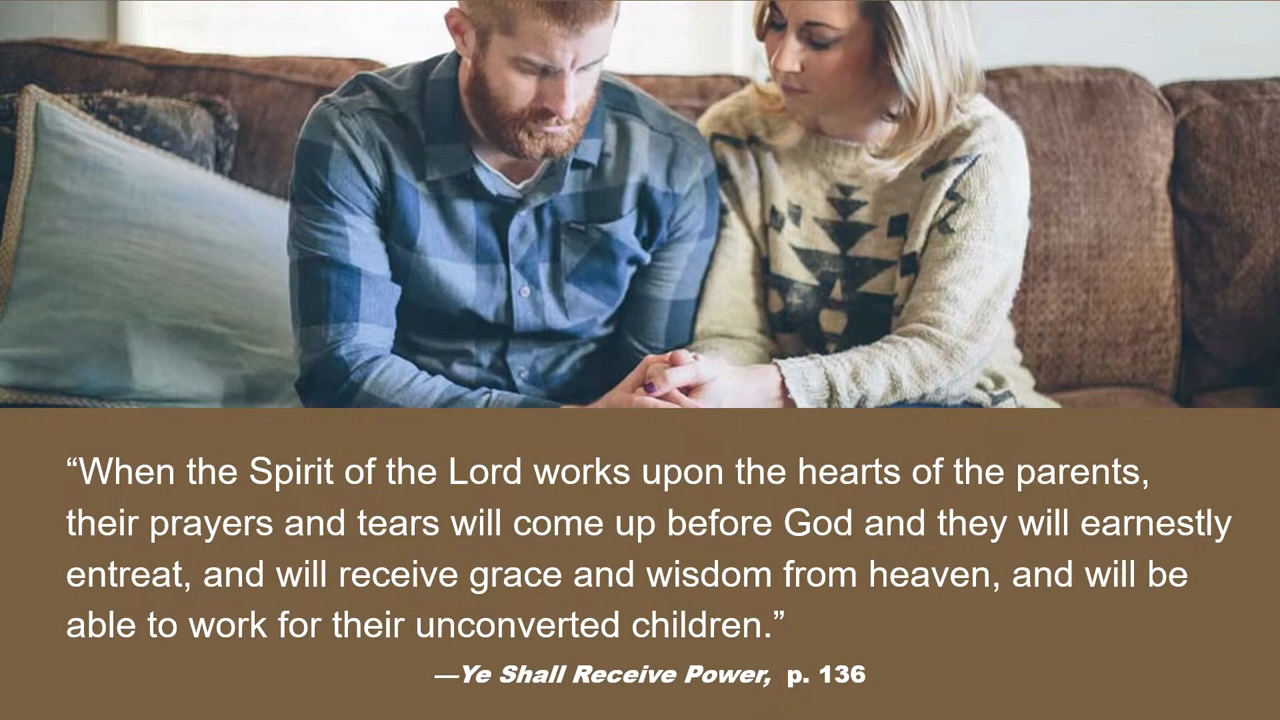 “When the Spirit of the Lord works upon the hearts of the parents,
their prayers and tears will come up before God and they will earnestly
entreat, and will receive grace and wisdom from heaven, and will be
able to work for their unconverted children.”
—Ye Shall Receive Power, p. 136